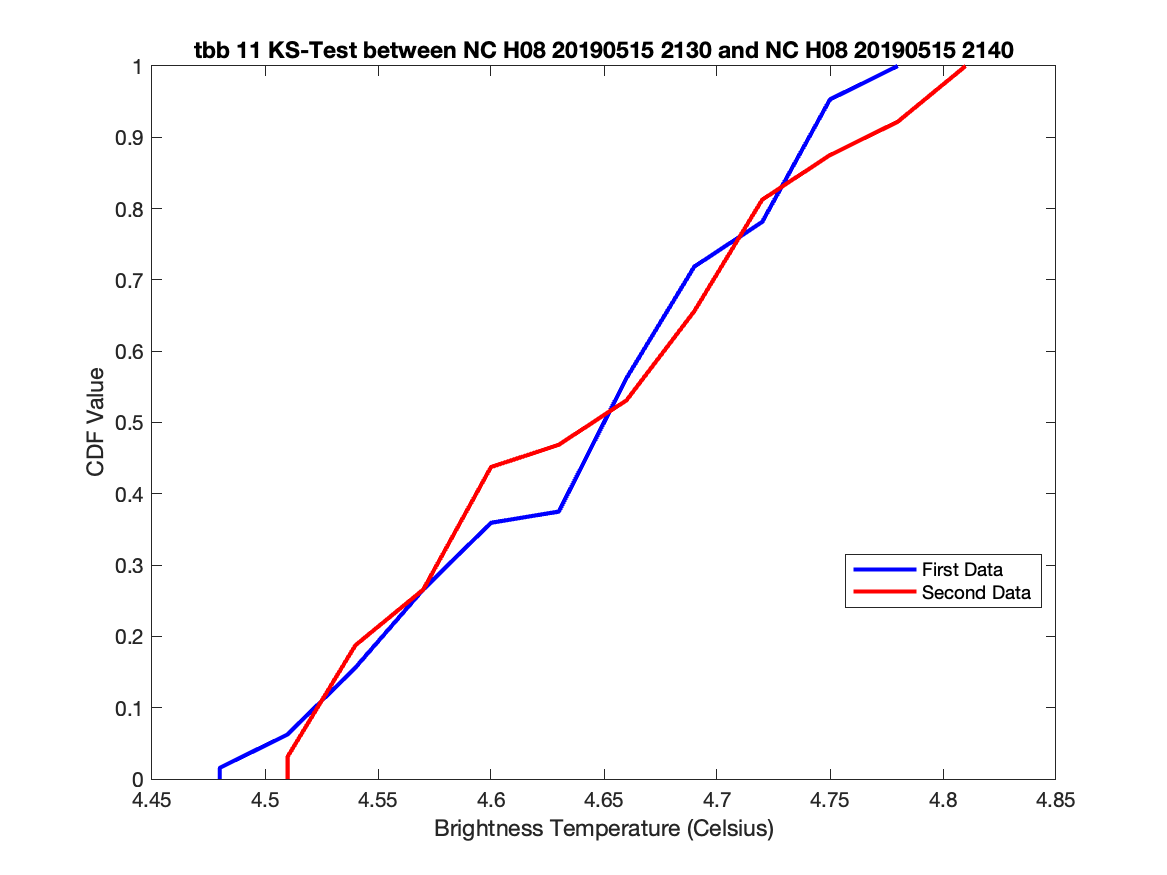 tbb 11 KS-Test between NC H08 20190515 2130 and NC H08 20190515 2140
1
0.9
0.8
0.7
0.6
0.5
0.4
0.3
0.2
0.1
0
CDF Value
First Data
Second Data
4.45 4.5 4.55 4.6 4.65 4.7 4.75 4.8 4.85
Brightness Temperature (Celsius)